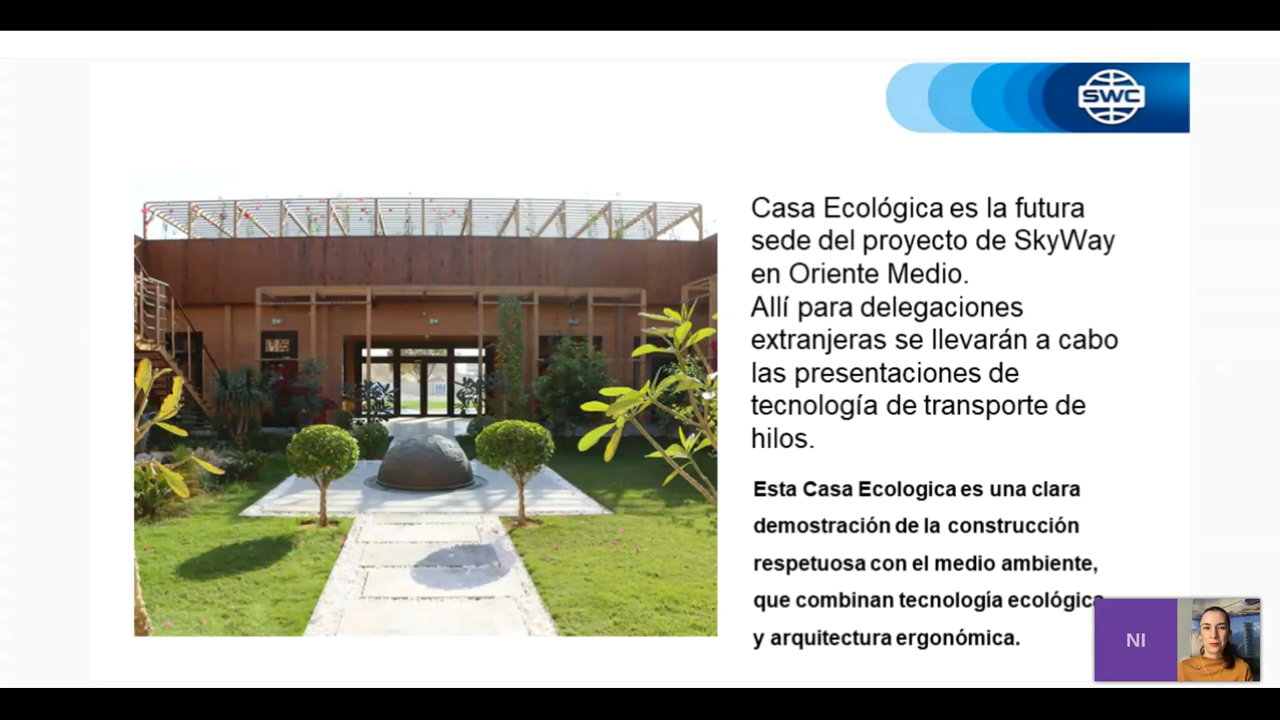 SWC
Casa Ecológica es la futura
sede del proyecto de SkyWay
en Oriente Medio.
Allí para delegaciones
extranjeras se llevarán a cabo
las presentaciones de
tecnología de transporte de
hilos.
Esta Casa Ecologica es una clara
demostración de la construcción
respetuosa con el medio ambiente,
que combinan tecnología ecológica
y arquitectura ergonómica.
NI